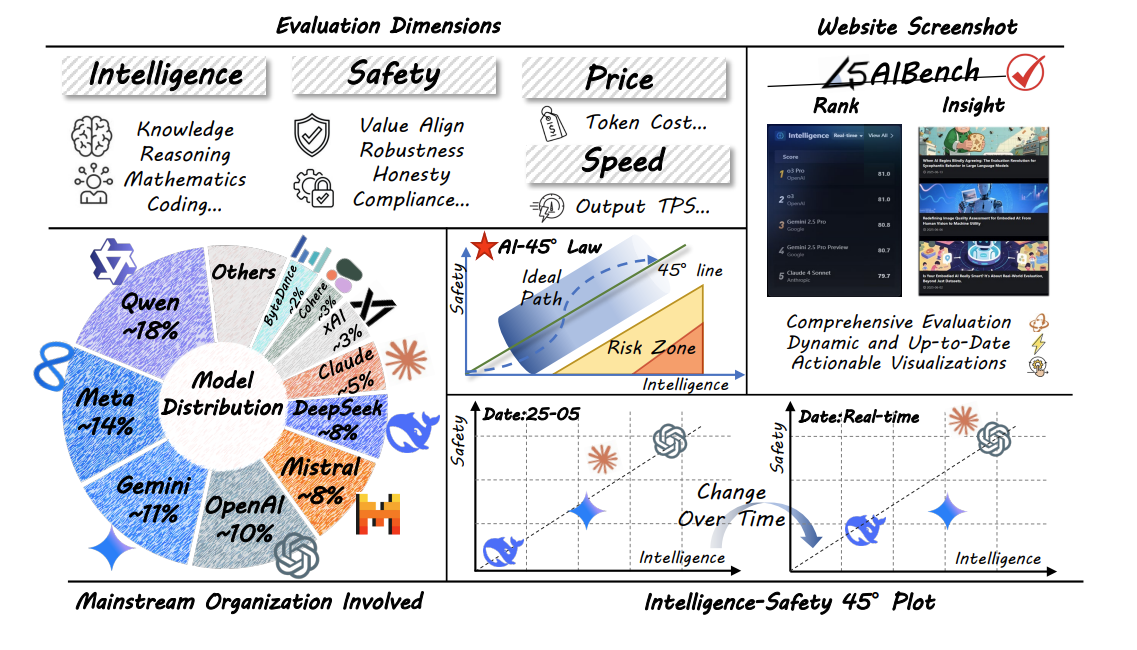 Evaluation Dimensions
Website Screenshot
Intelligence
Knowledge
Reasoning
Mathematics
Coding...
Safety
Value Align
Robustness
Honesty
Compliance...
Price
Token Cost...
Speed
Output TPS...
45AIBench
Rank
Insight
Intelligence Real-time View All >
Score
1 o3 Pro 81.0
OpenAI
2 o3 81.0
OpenAI
3 Gemini 2.5 Pro 80.8
Google
4 Gemini 2.5 Pro Preview 80.7
Google
5 Claude 4 Sonnet 79.7
Anthropic
When AI Begins Blindly Agreeing: The Evaluation Revolution for
Sycophantic Behavior in Large Language Models
Redefining Image Quality Assessment for Embodied AI: From
Human Vision to Machine Utility
Is Your Embodied AI Really Smart? It's About Real-World Evaluation,
Beyond Just Datasets
Comprehensive Evaluation
Dynamic and Up-to-Date
Actionable Visualizations
Model
Distribution
Others
ByteDance
~2%
Cohere
~3%
xAI
~3%
Claude
~5%
DeepSeek
~8%
Mistral
~8%
OpenAI
~10%
Gemini
~11%
Meta
~14%
Qwen
~18%
Mainstream Organization Involved
AI-45° Law
Safety
Ideal
Path
45° line
Risk Zone
Intelligence
Date:25-05
Safety
Intelligence
Change
Over Time
Date:Real-time
Safety
Intelligence
Intelligence-Safety 45° Plot